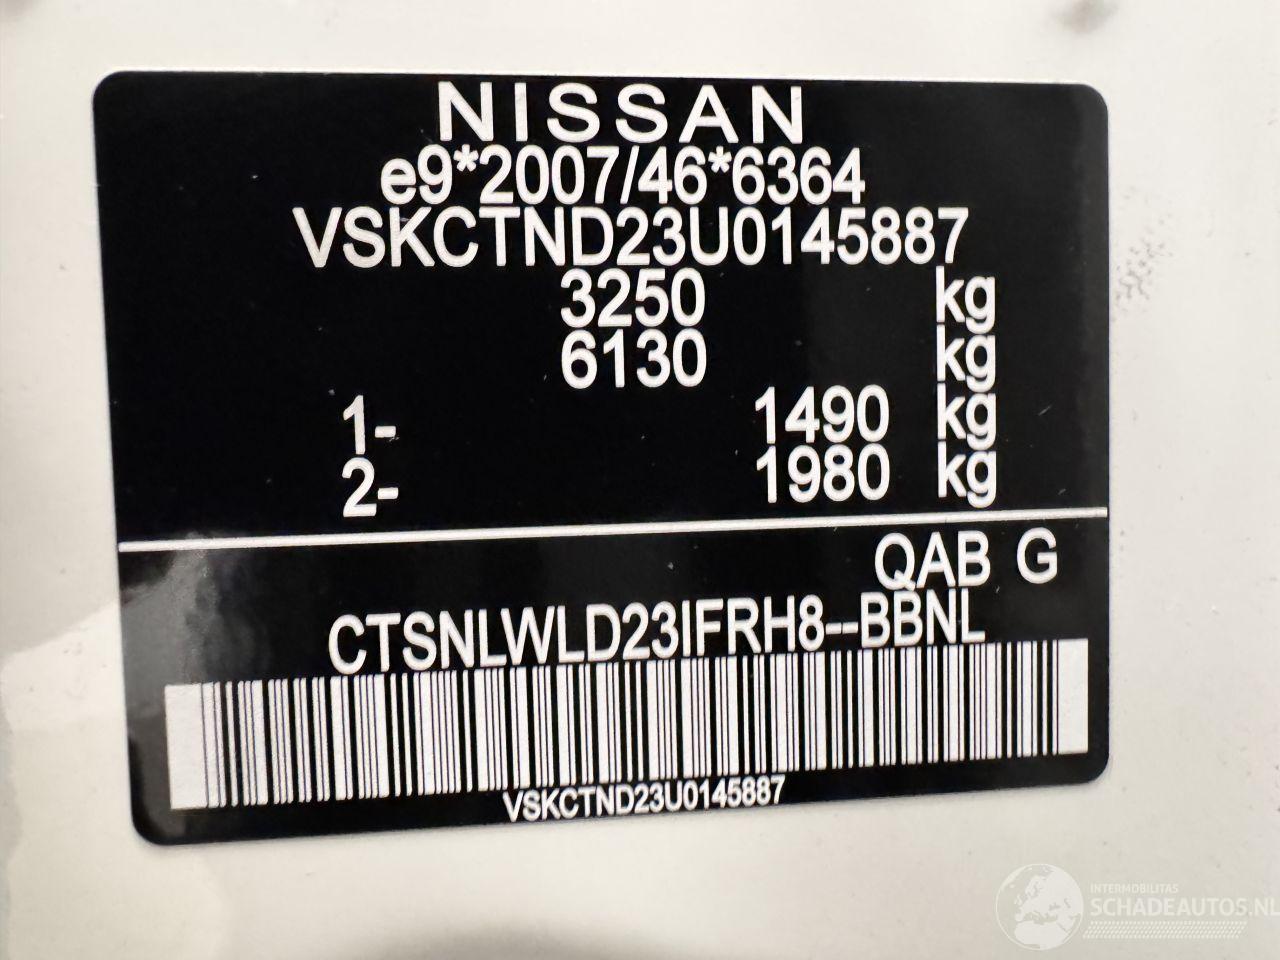 NISSAN
e9*2007/46*6364
VSKCTND23U0145887
3250 kg
6130 kg
1- 1490 kg
2- 1980 kg
QAB G
CTSNLWLD23IFRH8--BBNL
VSKCTND23U0145887
INTERMOBILITAS
SCHADEAUTOS.NL